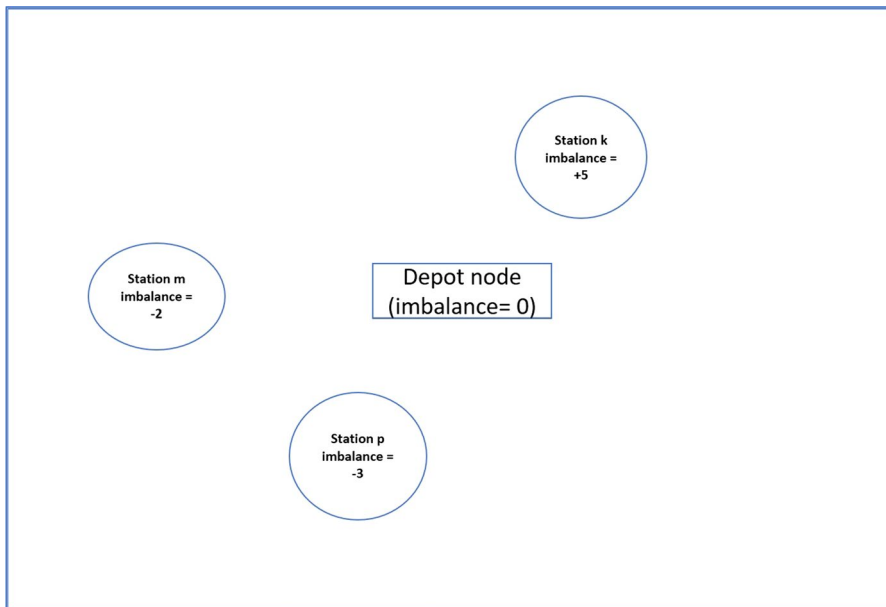 Station k
imbalance =
+5
Station m
imbalance =
-2
Depot node
(imbalance= 0)
Station p
imbalance =
-3